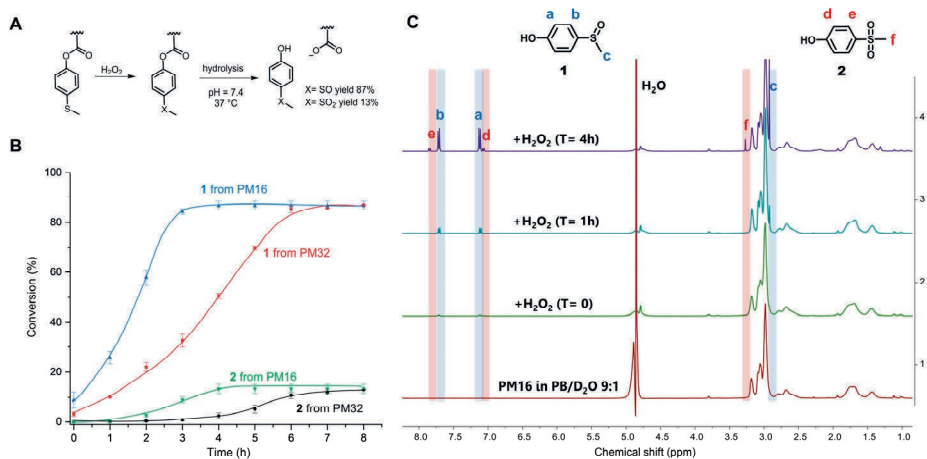 A
OH
O O O O HO O
H₂O₂ hydrolysis O⁻
pH = 7.4 X= SO yield 87%
37 °C X= SO₂ yield 13%
S X X
B
100
80
60
40
20
0
Conversion (%)
1 from PM16
1 from PM32
2 from PM16
2 from PM32
0 1 2 3 4 5 6 7 8
Time (h)
C
a b
O
HO S
c
1
d e
O
HO S f
O
2
H₂O
c
b a f
e d
+H₂O₂ (T= 4h)
4
+H₂O₂ (T= 1h)
3
+H₂O₂ (T= 0)
2
PM16 in PB/D₂O 9:1
1
8.0 7.5 7.0 6.5 6.0 5.5 5.0 4.5 4.0 3.5 3.0 2.5 2.0 1.5 1.0
Chemical shift (ppm)